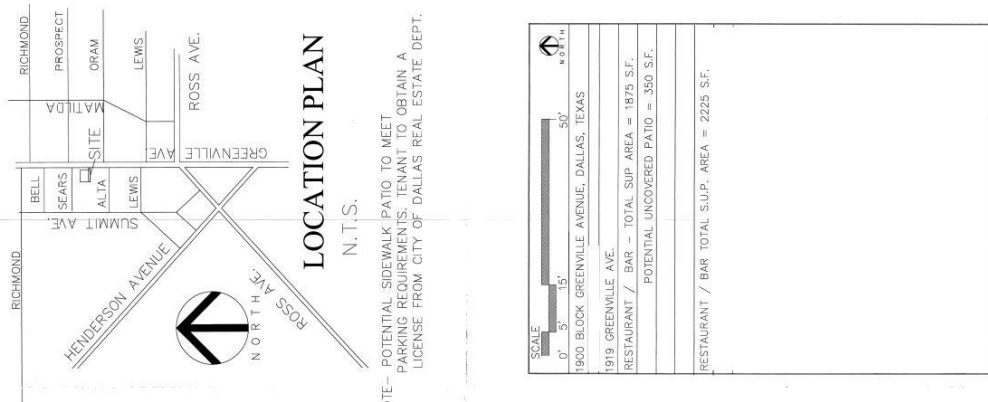 RICHMOND
PROSPECT
ORAM
LEWIS
ROSS AVE.
MATILDA
SITE
GREENVILLE AVE.
BELL
SEARS
ALTA
LEWIS
SUMMIT AVE.
RICHMOND
HENDERSON AVENUE
ROSS AVE.
NORTH
LOCATION PLAN
N.T.S.
TE- POTENTIAL SIDEWALK PATIO TO MEET
PARKING REQUIREMENTS. TENANT TO OBTAIN A
LICENSE FROM CITY OF DALLAS REAL ESTATE DEPT.
NORTH
SCALE
0' 5' 15' 50'
1900 BLOCK GREENVILLE AVENUE, DALLAS, TEXAS
1919 GREENVILLE AVE.
RESTAURANT / BAR - TOTAL SUP AREA = 1875 S.F.
POTENTIAL UNCOVERED PATIO = 350 S.F.
RESTAURANT / BAR TOTAL S.U.P. AREA = 2225 S.F.